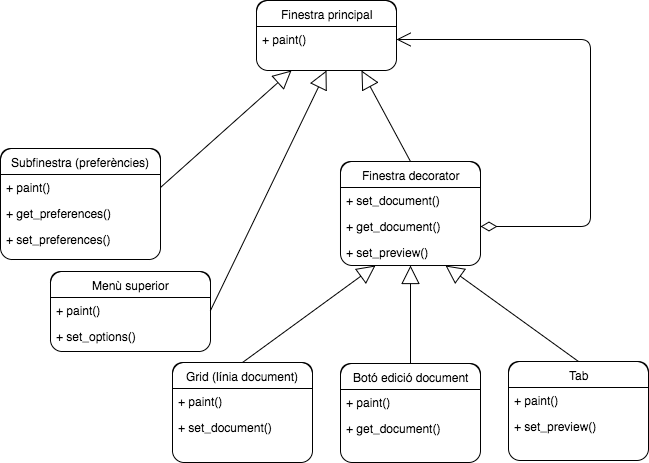 Finestra principal
+ paint()
Subfinestra (preferències)
+ paint()
+ get_preferences()
+ set_preferences()
Finestra decorator
+ set_document()
+ get_document()
+ set_preview()
Menù superior
+ paint()
+ set_options()
Grid (línia document)
+ paint()
+ set_document()
Botó edició document
+ paint()
+ get_document()
Tab
+ paint()
+ set_preview()